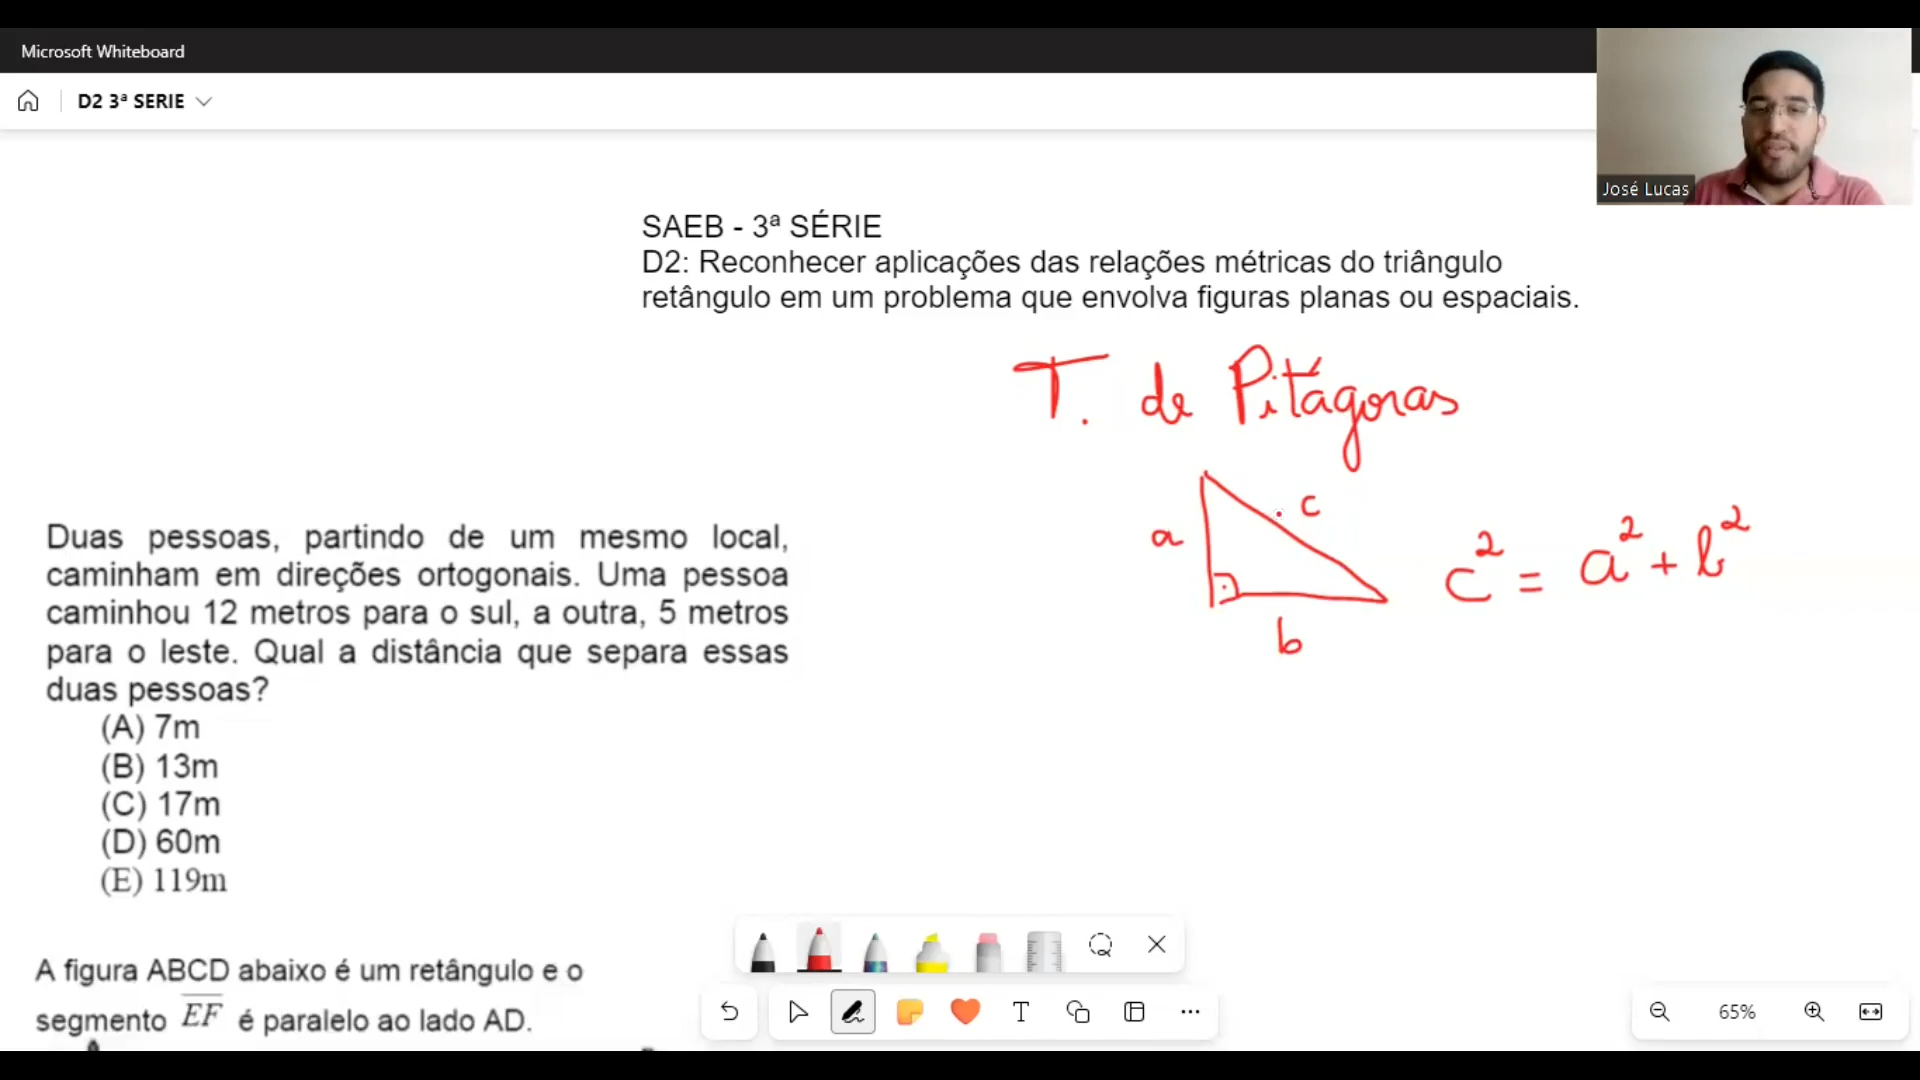 Microsoft Whiteboard
D2 3ª SERIE
José Lucas
SAEB - 3ª SÉRIE
D2: Reconhecer aplicações das relações métricas do triângulo
retângulo em um problema que envolva figuras planas ou espaciais.
T. de Pitágoras
c
a
b
c² = a² + b²
Duas pessoas, partindo de um mesmo local,
caminham em direções ortogonais. Uma pessoa
caminhou 12 metros para o sul, a outra, 5 metros
para o leste. Qual a distância que separa essas
duas pessoas?
(A) 7m
(B) 13m
(C) 17m
(D) 60m
(E) 119m
A figura ABCD abaixo é um retângulo e o
segmento E̅F̅ é paralelo ao lado AD.
T
65%